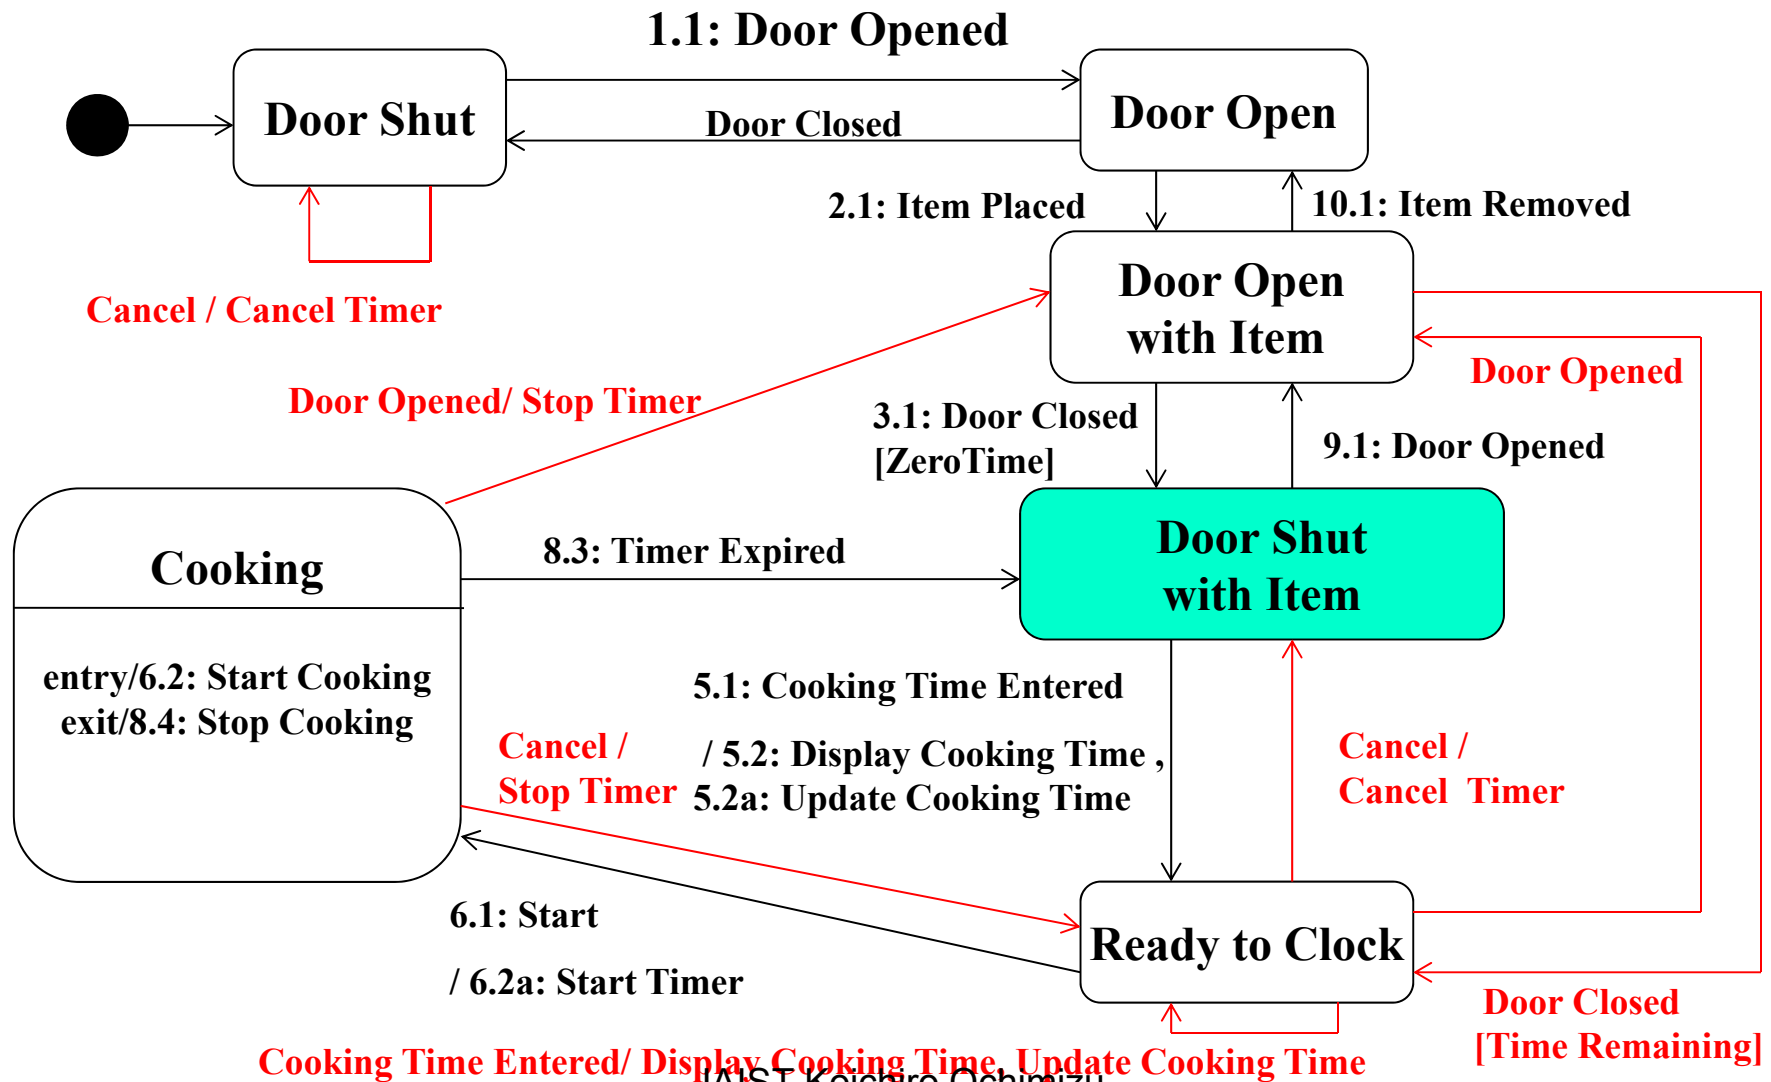 1.1: Door Opened
Door Shut
Door Open
Door Closed
2.1: Item Placed
10.1: Item Removed
Door Open
with Item
Cancel / Cancel Timer
Door Opened
Door Opened/ Stop Timer
3.1: Door Closed
[ZeroTime]
9.1: Door Opened
Door Shut
with Item
8.3: Timer Expired
Cooking
entry/6.2: Start Cooking
exit/8.4: Stop Cooking
5.1: Cooking Time Entered
/ 5.2: Display Cooking Time ,
5.2a: Update Cooking Time
Cancel /
Stop Timer
Cancel /
Cancel Timer
6.1: Start
/ 6.2a: Start Timer
Ready to Clock
Door Closed
[Time Remaining]
Cooking Time Entered/ Display Cooking Time, Update Cooking Time
JAIST Koichiro Ochimizu